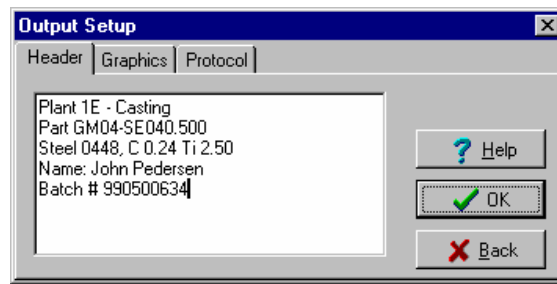 Output Setup
Header Graphics Protocol
Plant 1E - Casting
Part GM04-SE040.500
Steel 0448, C 0.24 Ti 2.50
Name: John Pedersen
Batch # 990500634
Help
OK
Back